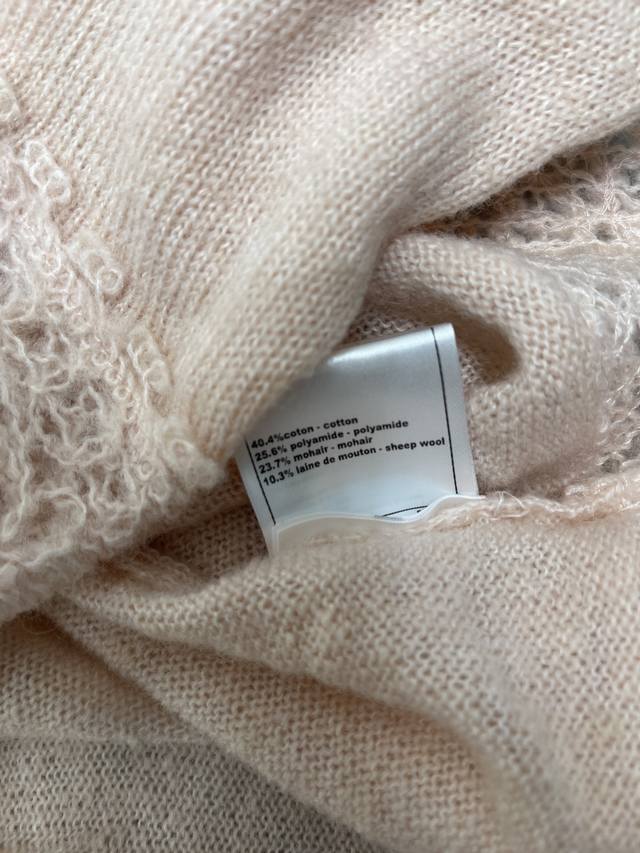 40.4%coton - cotton
25.6% polyamide - polyamide
23.7% mohair - mohair
10.3% laine de mouton - sheep wool